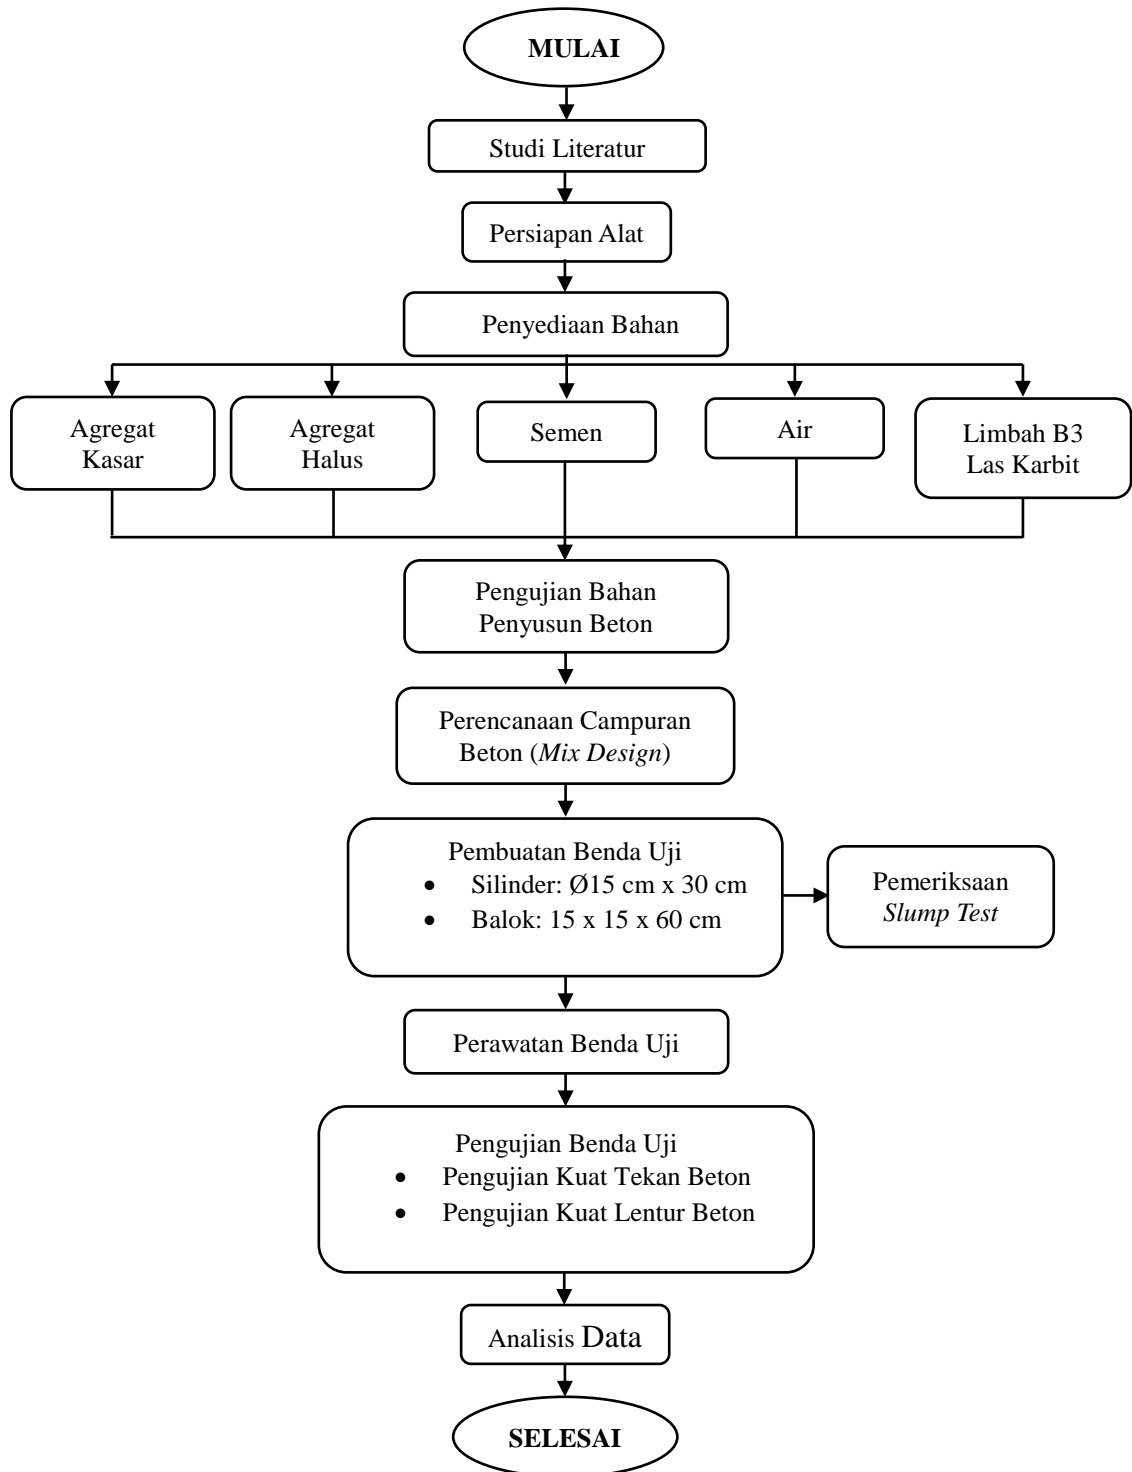 MULAI
Studi Literatur
Persiapan Alat
Penyediaan Bahan
Agregat
Kasar
Agregat
Halus
Semen
Air
Limbah B3
Las Karbit
Pengujian Bahan
Penyusun Beton
Perencanaan Campuran
Beton (Mix Design)
Pembuatan Benda Uji
• Silinder: Ø15 cm x 30 cm
• Balok: 15 x 15 x 60 cm
Pemeriksaan
Slump Test
Perawatan Benda Uji
Pengujian Benda Uji
• Pengujian Kuat Tekan Beton
• Pengujian Kuat Lentur Beton
Analisis Data
SELESAI